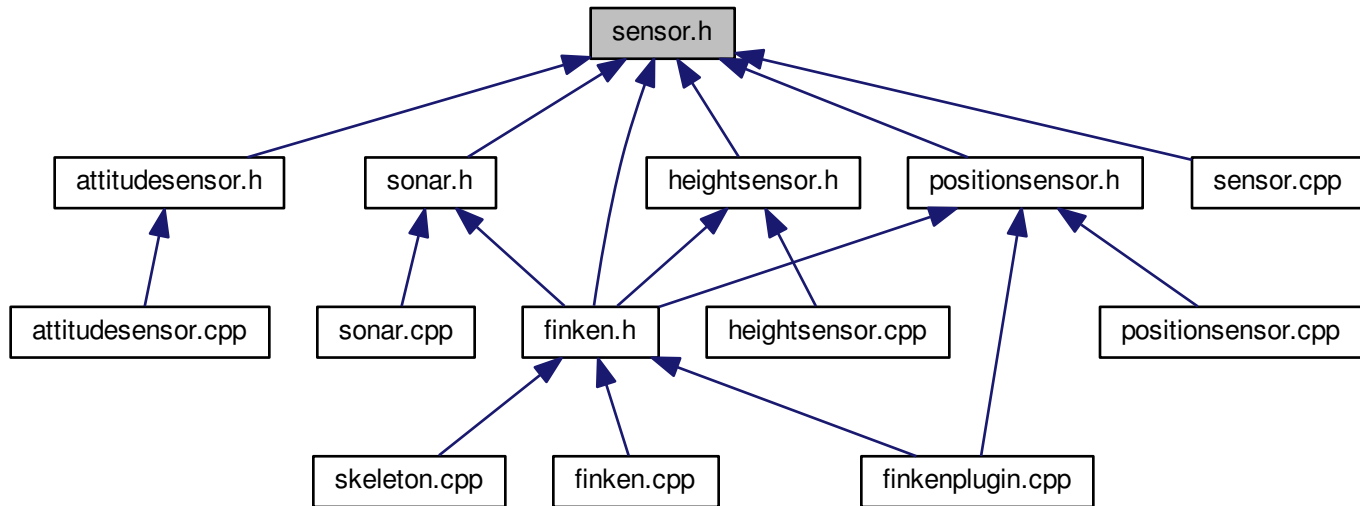 sensor.h
attitudesensor.h
sonar.h
heightsensor.h
positionsensor.h
sensor.cpp
attitudesensor.cpp
sonar.cpp
finken.h
heightsensor.cpp
positionsensor.cpp
skeleton.cpp
finken.cpp
finkenplugin.cpp